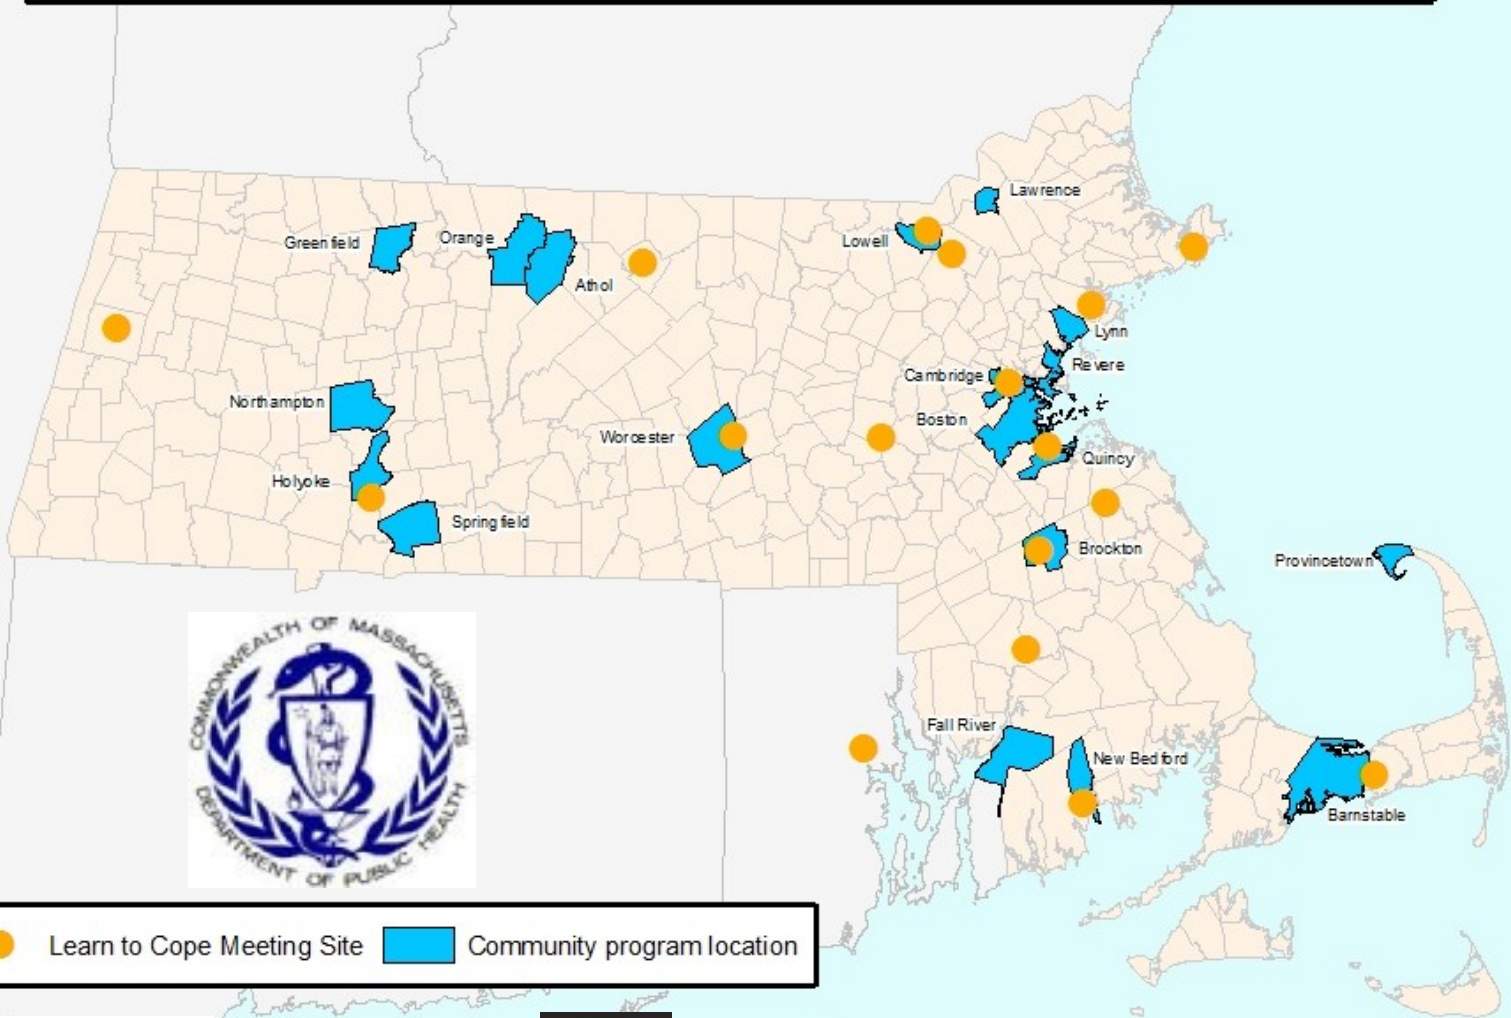 Lawrence
Greenfield
Orange
Lowell
Athol
Lynn
Revere
Cambridge
Northampton
Boston
Worcester
Quincy
Holyoke
Springfield
Brockton
Provincetown
COMMONWEALTH OF MASSACHUSETTS
DEPARTMENT OF PUBLIC HEALTH
Fall River
New Bedford
Barnstable
Learn to Cope Meeting Site
Community program location